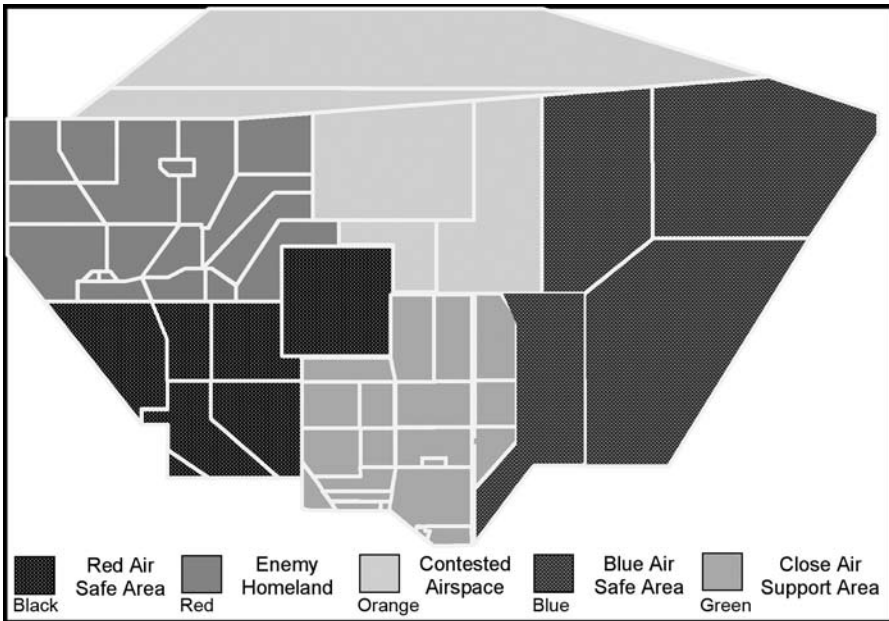 Red Air
Safe Area
Black
Enemy
Homeland
Red
Contested
Airspace
Orange
Blue Air
Safe Area
Blue
Close Air
Support Area
Green